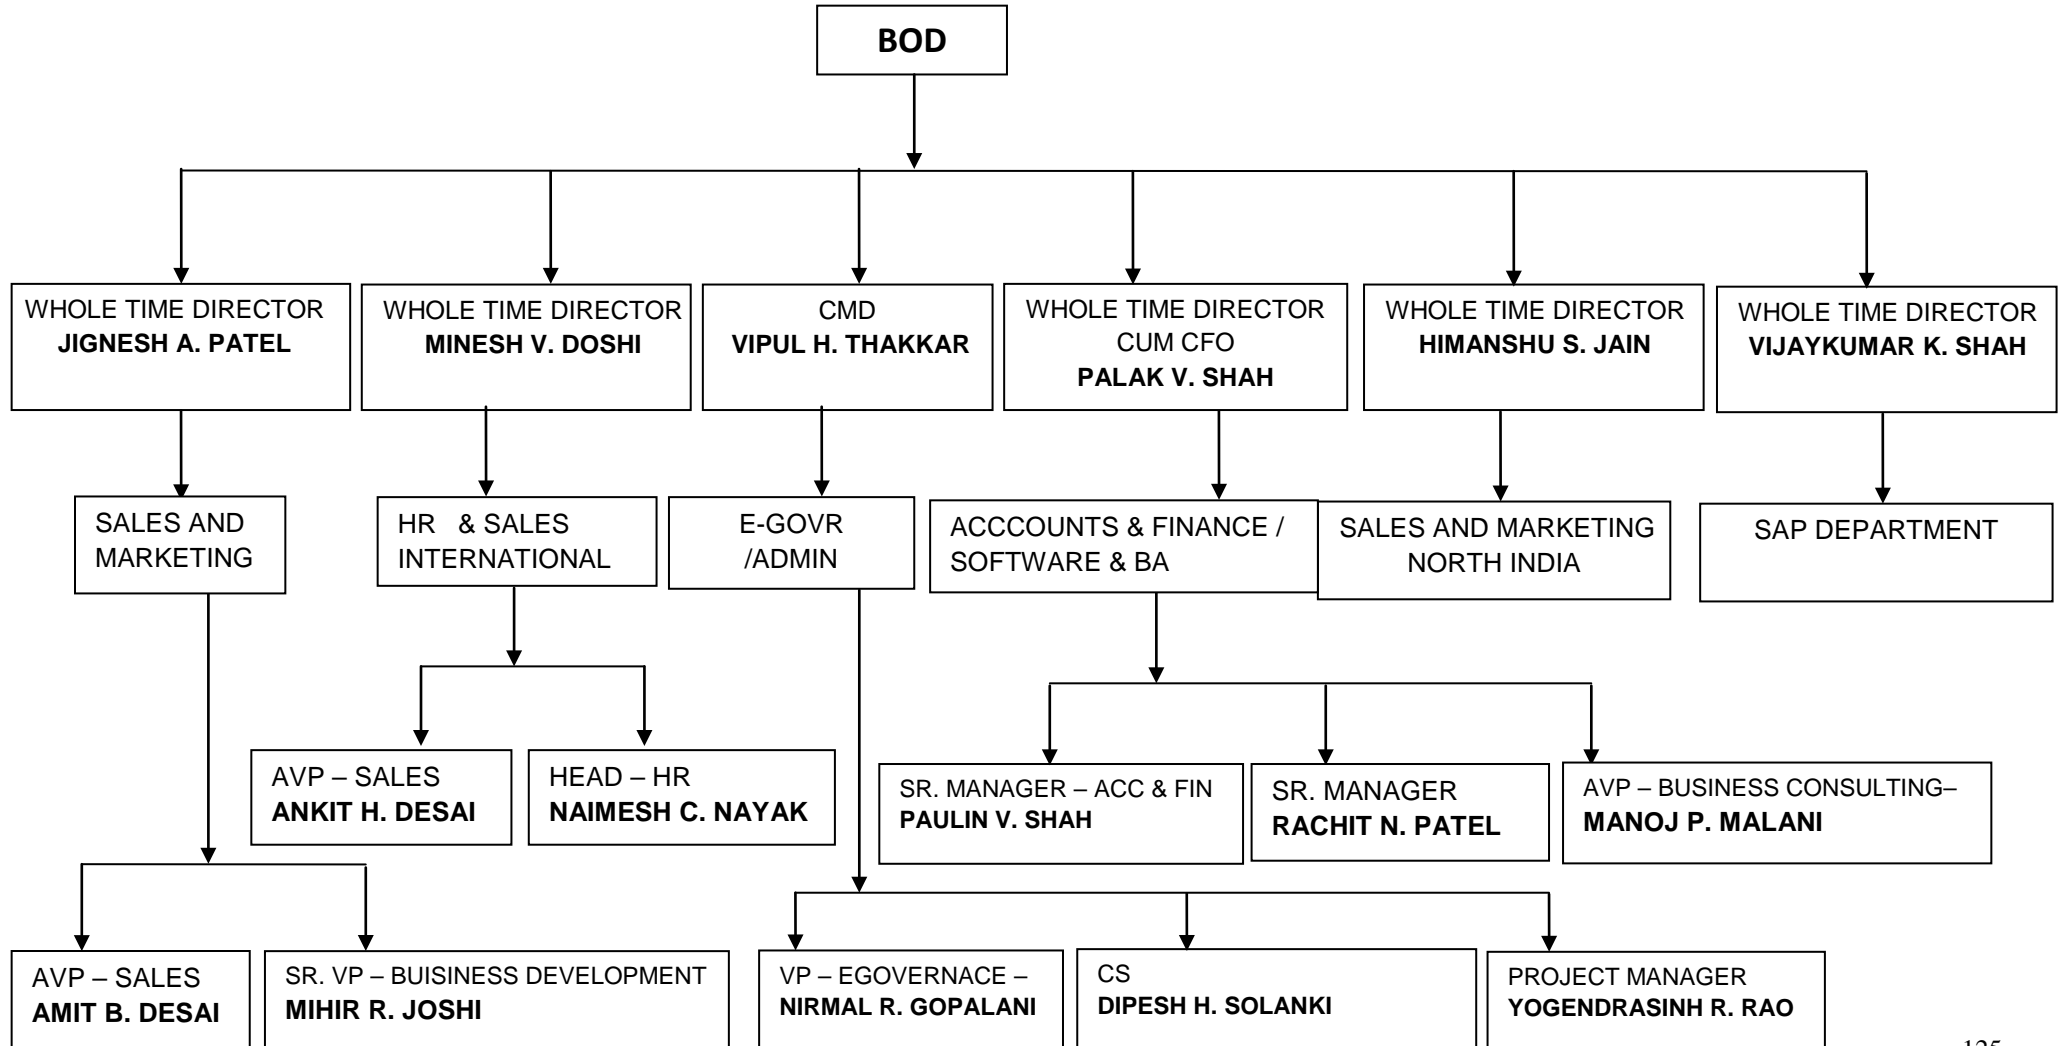 BOD
WHOLE TIME DIRECTOR
JIGNESH A. PATEL
WHOLE TIME DIRECTOR
MINESH V. DOSHI
CMD
VIPUL H. THAKKAR
WHOLE TIME DIRECTOR
CUM CFO
PALAK V. SHAH
WHOLE TIME DIRECTOR
HIMANSHU S. JAIN
WHOLE TIME DIRECTOR
VIJAYKUMAR K. SHAH
SALES AND
MARKETING
HR & SALES
INTERNATIONAL
E-GOVR
/ADMIN
ACCCOUNTS & FINANCE /
SOFTWARE & BA
SALES AND MARKETING
NORTH INDIA
SAP DEPARTMENT
AVP – SALES
ANKIT H. DESAI
HEAD – HR
NAIMESH C. NAYAK
SR. MANAGER – ACC & FIN
PAULIN V. SHAH
SR. MANAGER
RACHIT N. PATEL
AVP – BUSINESS CONSULTING–
MANOJ P. MALANI
AVP – SALES
AMIT B. DESAI
SR. VP – BUISINESS DEVELOPMENT
MIHIR R. JOSHI
VP – EGOVERNACE –
NIRMAL R. GOPALANI
CS
DIPESH H. SOLANKI
PROJECT MANAGER
YOGENDRASINH R. RAO
125